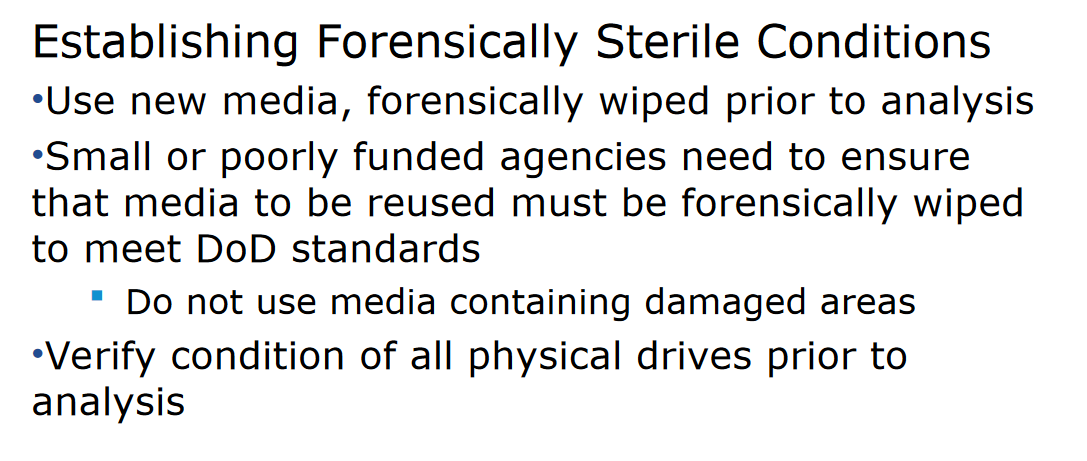 Establishing Forensically Sterile Conditions
•Use new media, forensically wiped prior to analysis
•Small or poorly funded agencies need to ensure
that media to be reused must be forensically wiped
to meet DoD standards
▪ Do not use media containing damaged areas
•Verify condition of all physical drives prior to
analysis